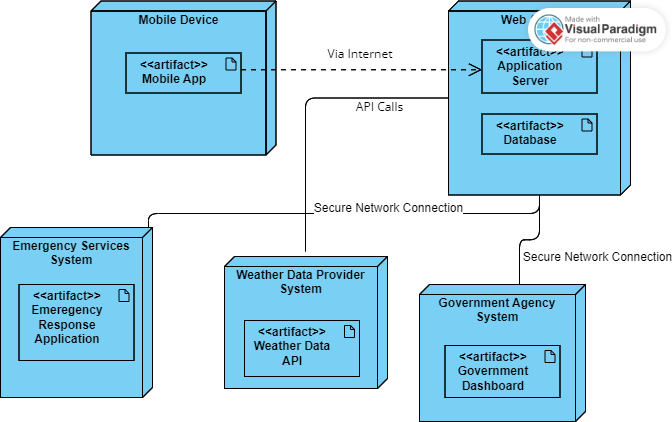 Mobile Device
<<artifact>>
Mobile App
Via Internet
Web
Made with
VisualParadigm
For non-commercial use
<<artifact>>
Application
Server
API Calls
<<artifact>>
Database
Secure Network Connection
Emergency Services
System
<<artifact>>
Emeregency
Response
Application
Weather Data Provider
System
<<artifact>>
Weather Data
API
Secure Network Connection
Government Agency
System
<<artifact>>
Government
Dashboard